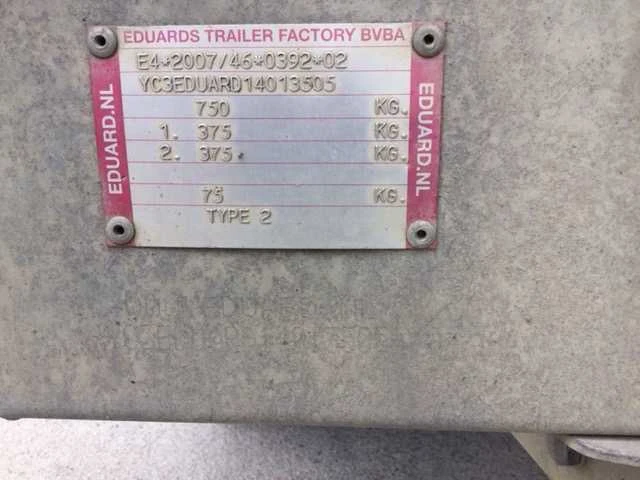 EDUARDS TRAILER FACTORY BVBA
EDUARD.NL
E4*2007/46*0392*02
YC3EDUARD14013505
750 KG.
1. 375 KG.
2. 375. KG.
75 KG.
TYPE 2
EDUARD.NL